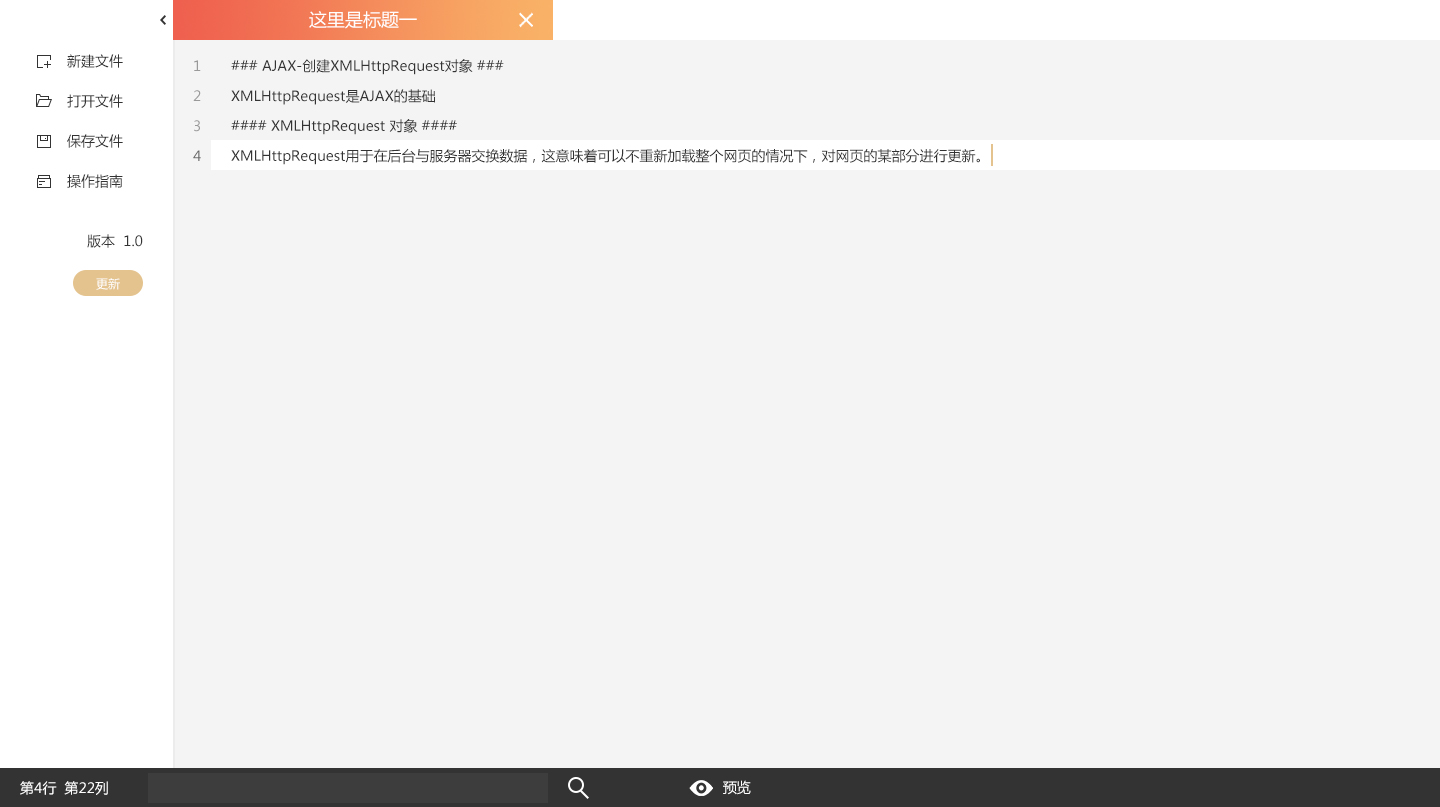 这里是标题一
新建文件
打开文件
保存文件
操作指南
版本 1.0
更新
1 ### AJAX-创建XMLHttpRequest对象 ###
2 XMLHttpRequest是AJAX的基础
3 #### XMLHttpRequest 对象 ####
4 XMLHttpRequest用于在后台与服务器交换数据，这意味着可以不重新加载整个网页的情况下，对网页的某部分进行更新。
第4行 第22列
预览